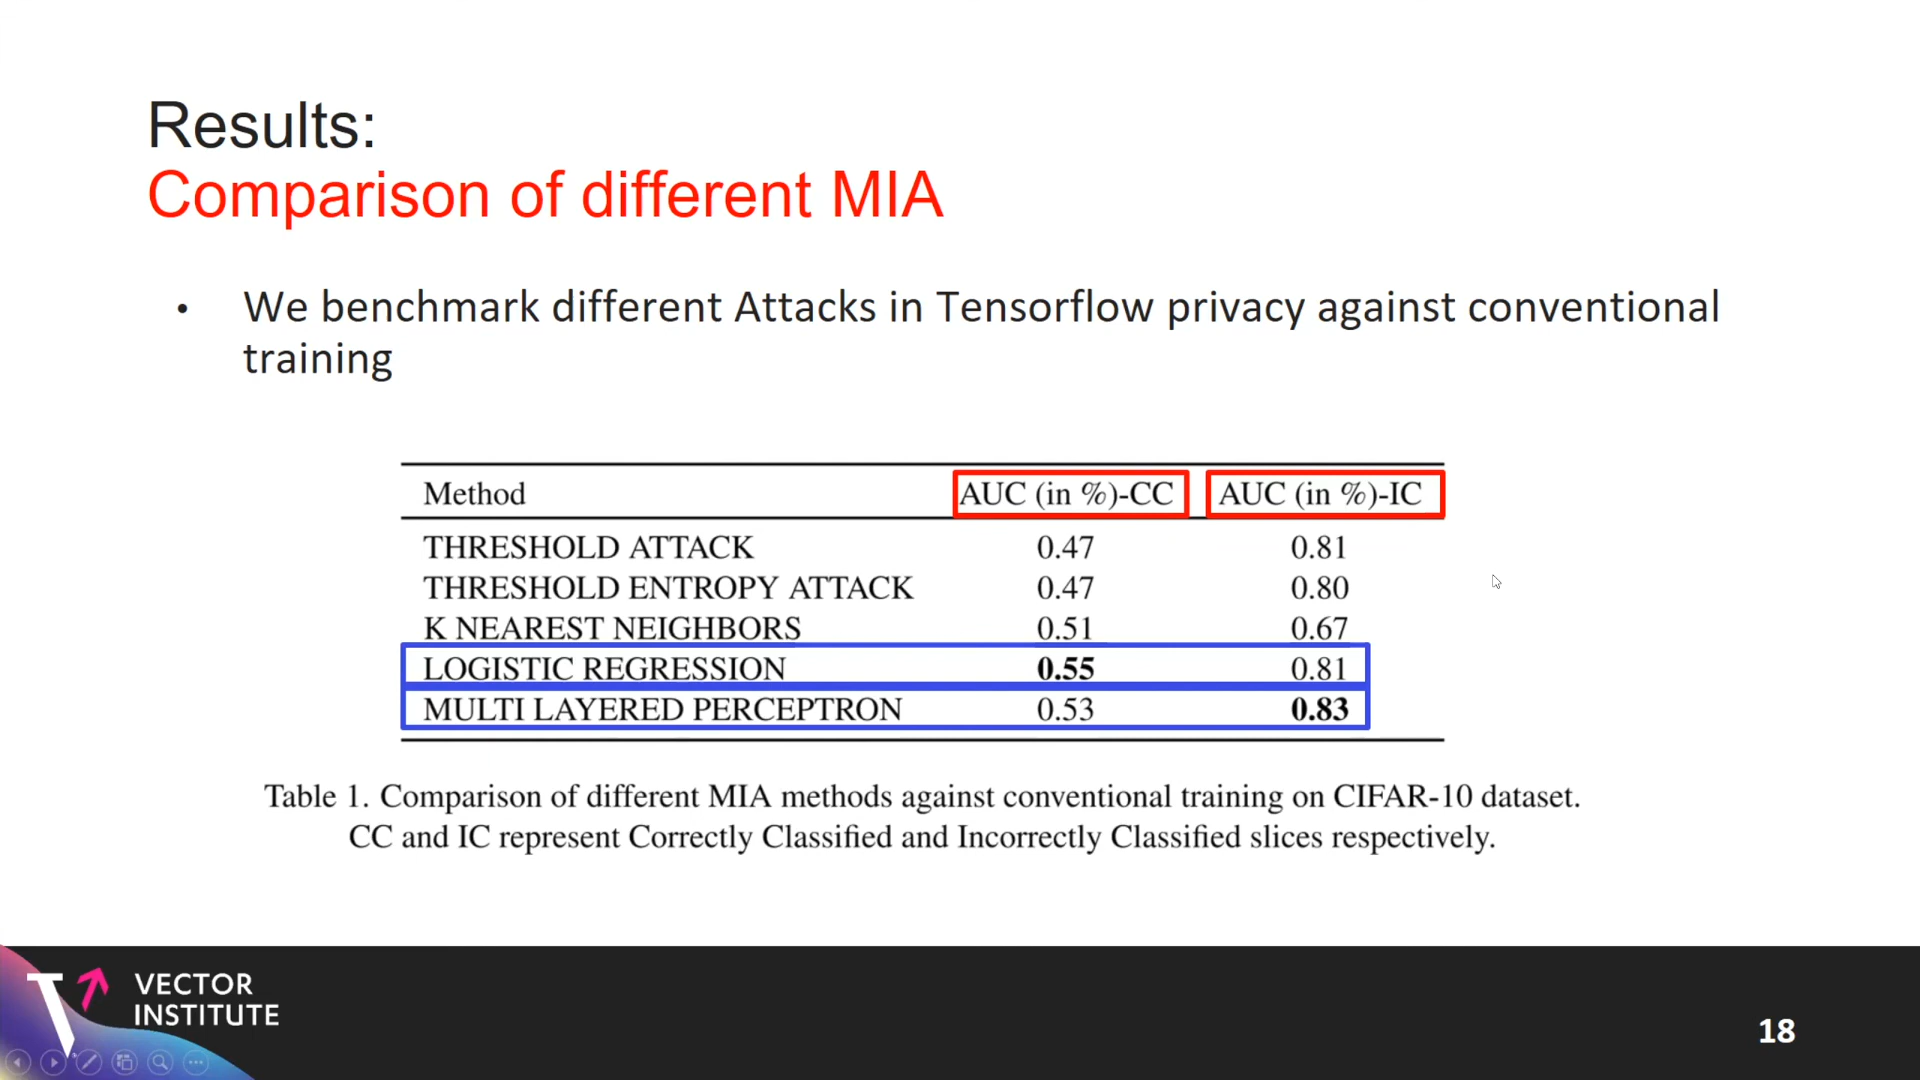 Results:
Comparison of different MIA
• We benchmark different Attacks in Tensorflow privacy against conventional
training
Method AUC (in %)-CC AUC (in %)-IC
THRESHOLD ATTACK 0.47 0.81
THRESHOLD ENTROPY ATTACK 0.47 0.80
K NEAREST NEIGHBORS 0.51 0.67
LOGISTIC REGRESSION 0.55 0.81
MULTI LAYERED PERCEPTRON 0.53 0.83
Table 1. Comparison of different MIA methods against conventional training on CIFAR-10 dataset.
CC and IC represent Correctly Classified and Incorrectly Classified slices respectively.
VECTOR
INSTITUTE
18